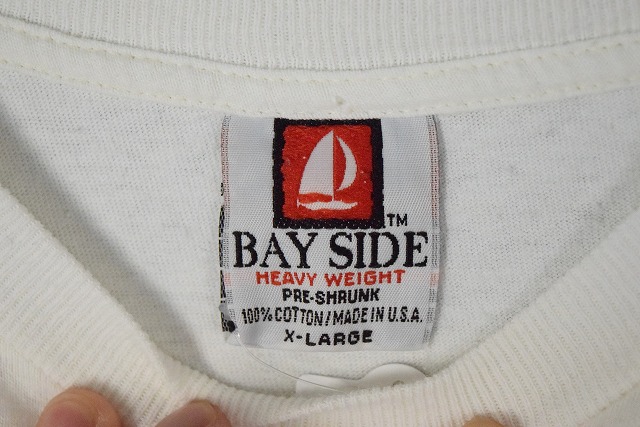 TM
BAY SIDE
HEAVY WEIGHT
PRE-SHRUNK
100% COTTON/MADE IN U.S.A.
X-LARGE